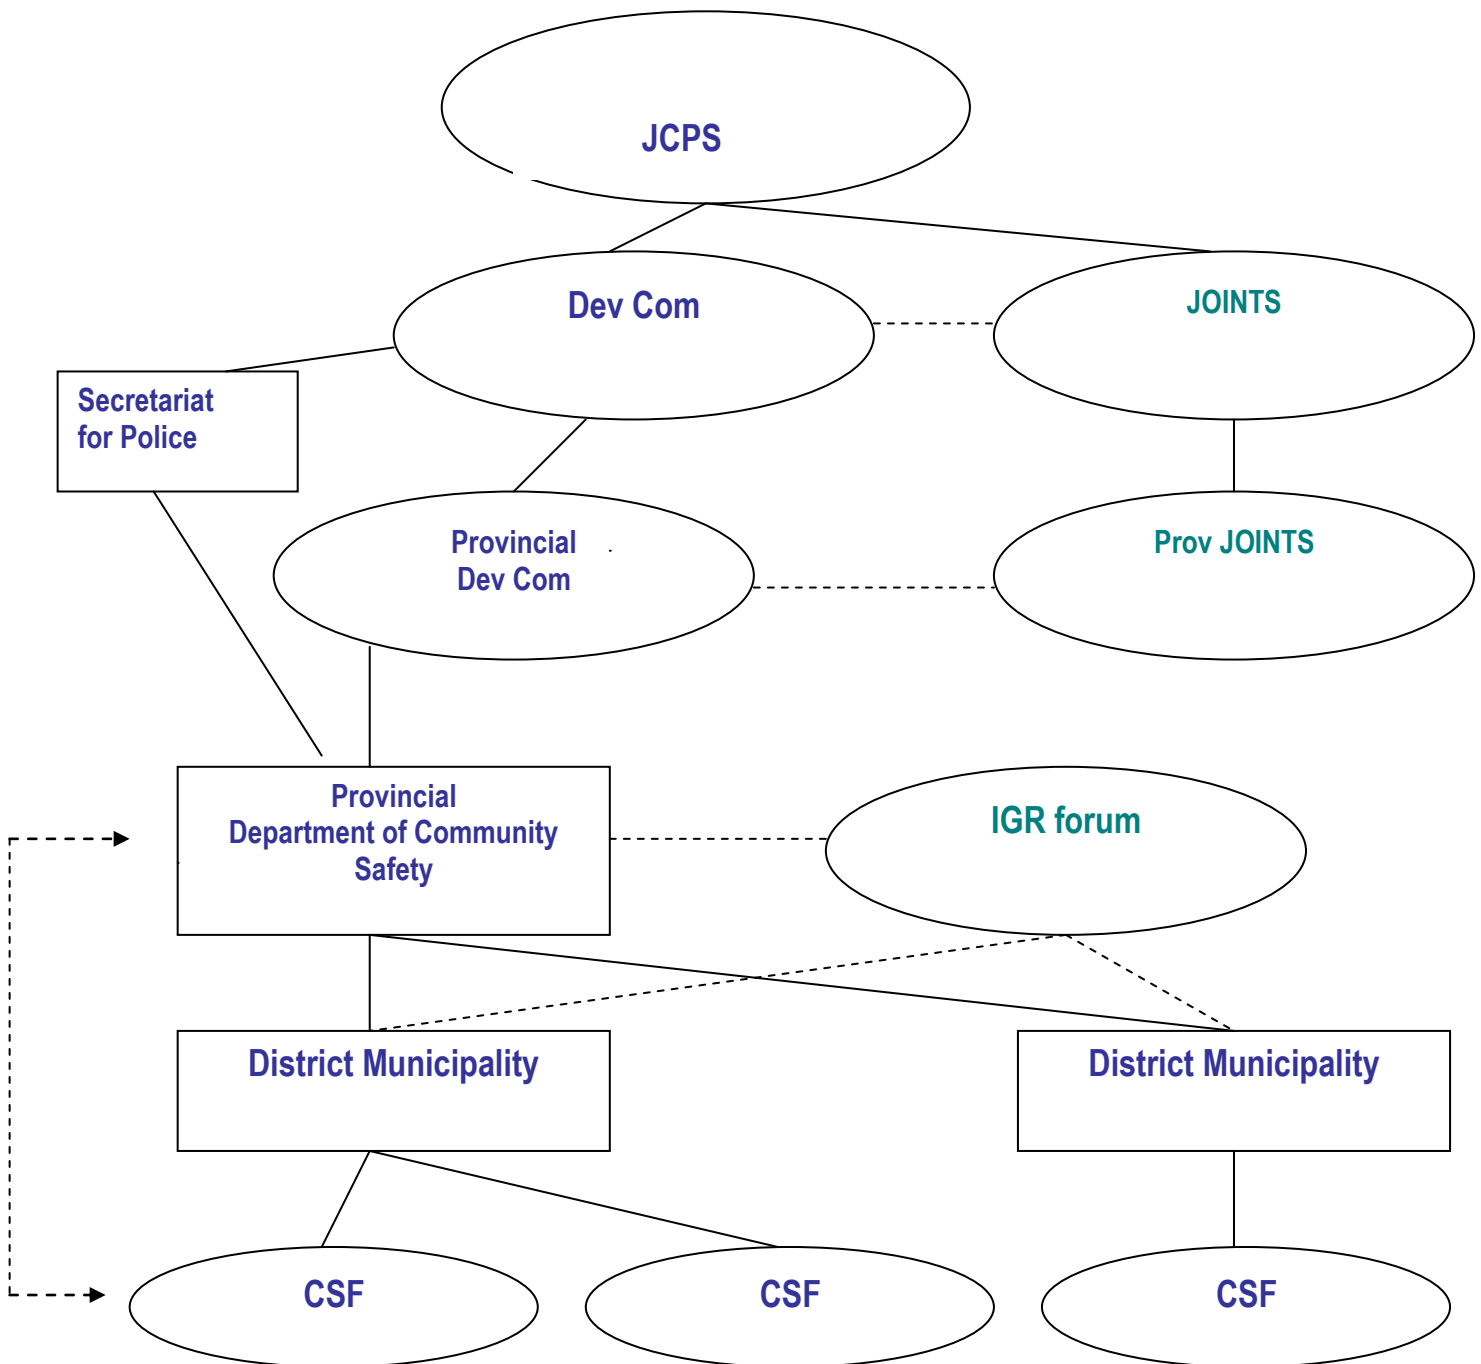 JCPS
Dev Com
JOINTS
Secretariat
for Police
Provincial
Dev Com
Prov JOINTS
Provincial
Department of Community
Safety
IGR forum
District Municipality
District Municipality
CSF
CSF
CSF